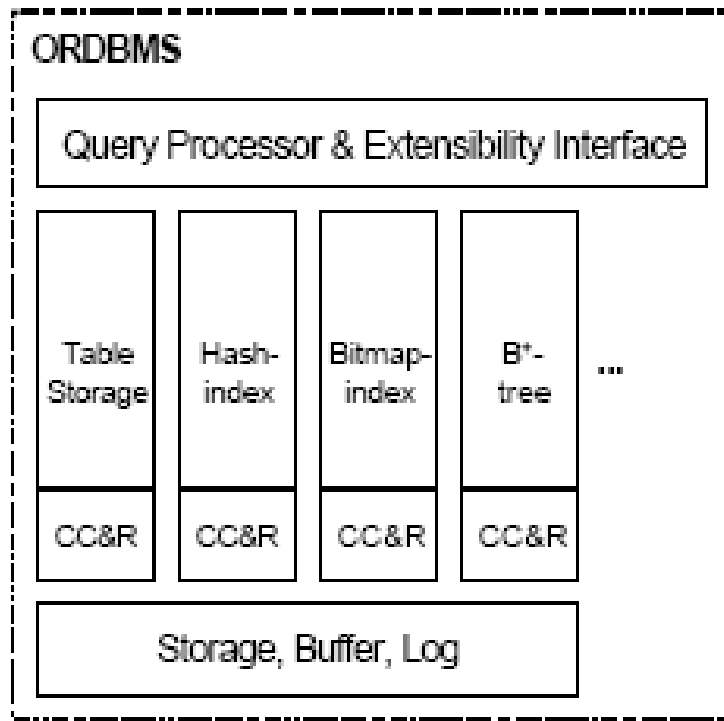 ORDBMS
Query Processor & Extensibility Interface
Table
Storage
Hash-
index
Bitmap-
index
B⁺-
tree
...
CC&R
CC&R
CC&R
CC&R
Storage, Buffer, Log